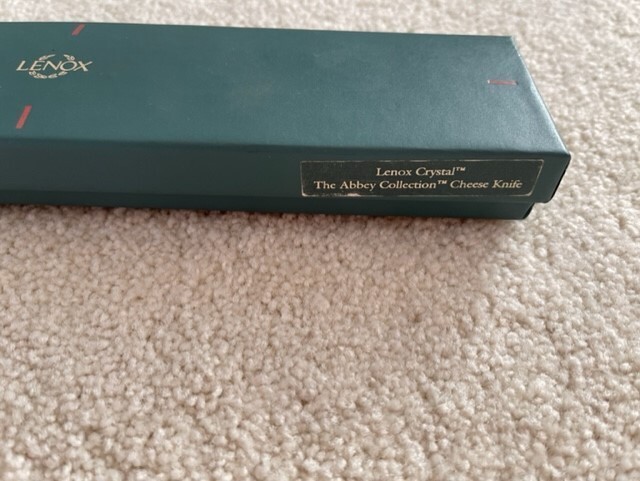 LENOX
Lenox Crystal™
The Abbey Collection™ Cheese Knife